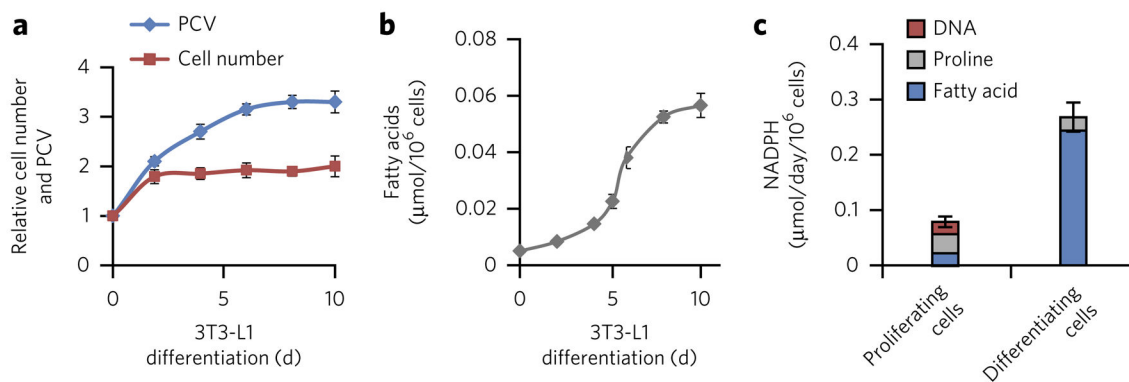 a
PCV
Cell number
Relative cell number
and PCV
4
3
2
1
0
0
5
10
3T3-L1
differentiation (d)
b
Fatty acids
(μmol/10⁶ cells)
0.08
0.06
0.04
0.02
0
0
5
10
3T3-L1
differentiation (d)
c
DNA
Proline
Fatty acid
NADPH
(μmol/day/10⁶ cells)
0.4
0.3
0.2
0.1
0
Proliferating
cells
Differentiating
cells